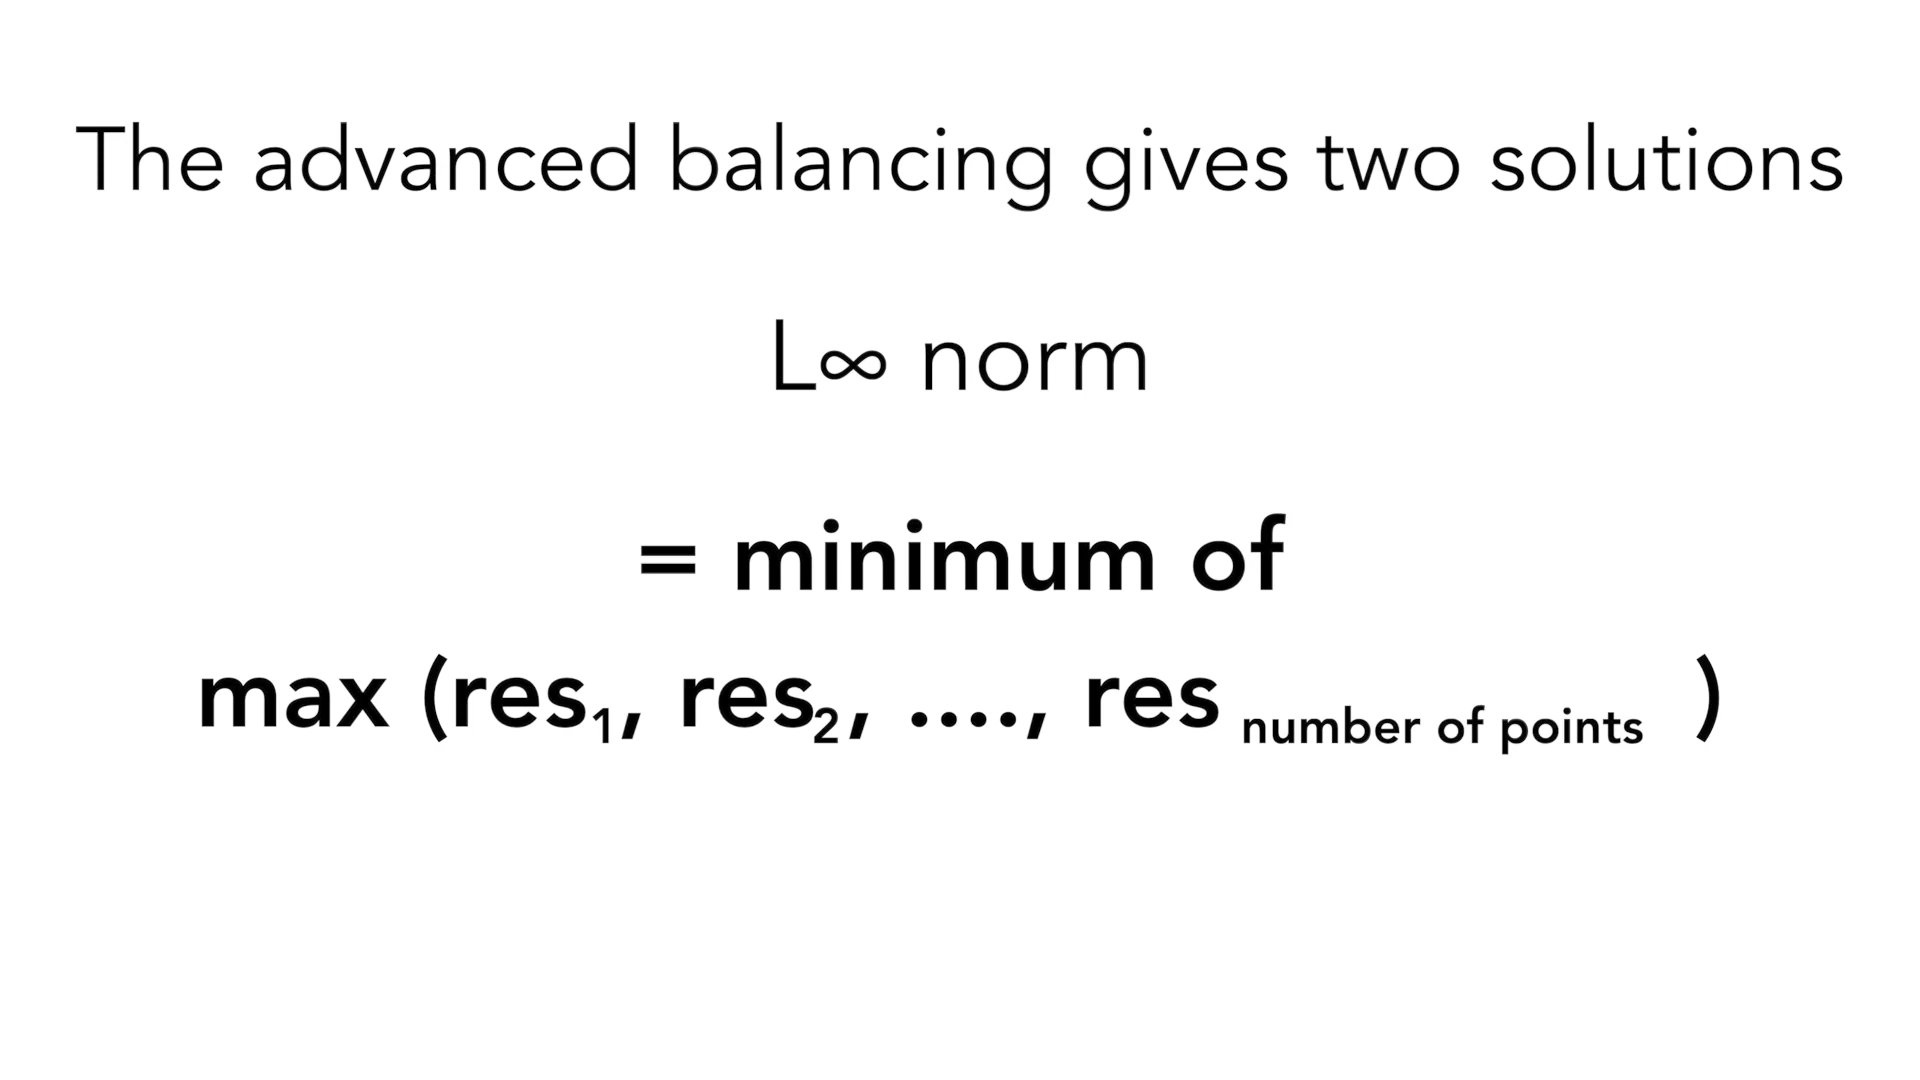 The advanced balancing gives two solutions
L∞ norm
= minimum of
max (res₁, res₂, ...., res number of points )